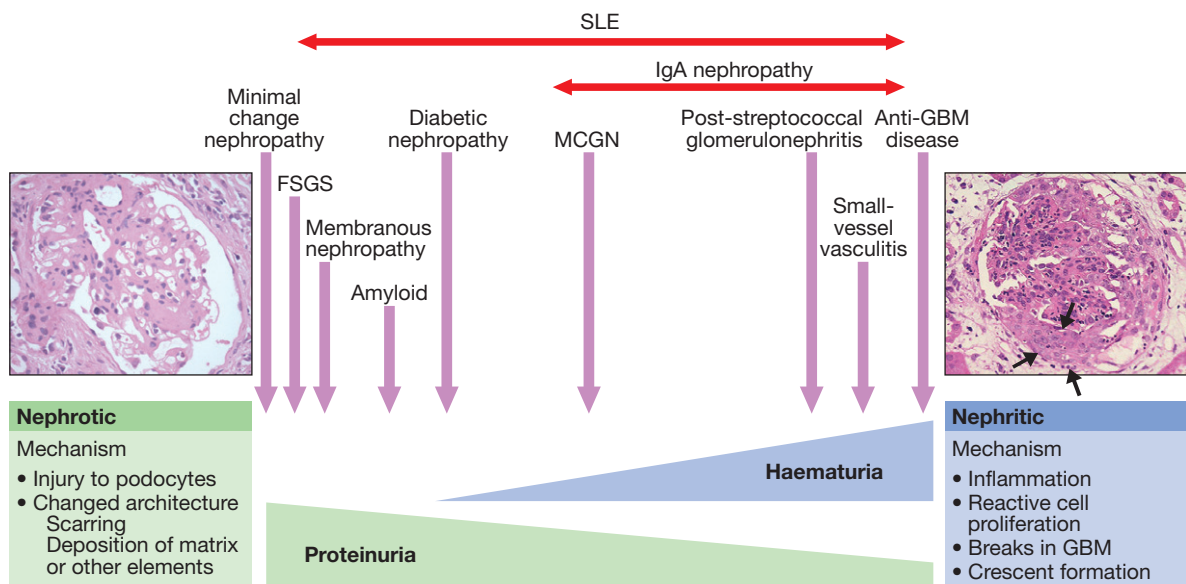 SLE
IgA nephropathy
Minimal
change
nephropathy
Diabetic
nephropathy
MCGN
Post-streptococcal
glomerulonephritis
Anti-GBM
disease
FSGS
Membranous
nephropathy
Amyloid
Small-
vessel
vasculitis
Nephrotic
Mechanism
• Injury to podocytes
• Changed architecture
Scarring
Deposition of matrix
or other elements
Haematuria
Proteinuria
Nephritic
Mechanism
• Inflammation
• Reactive cell
proliferation
• Breaks in GBM
• Crescent formation